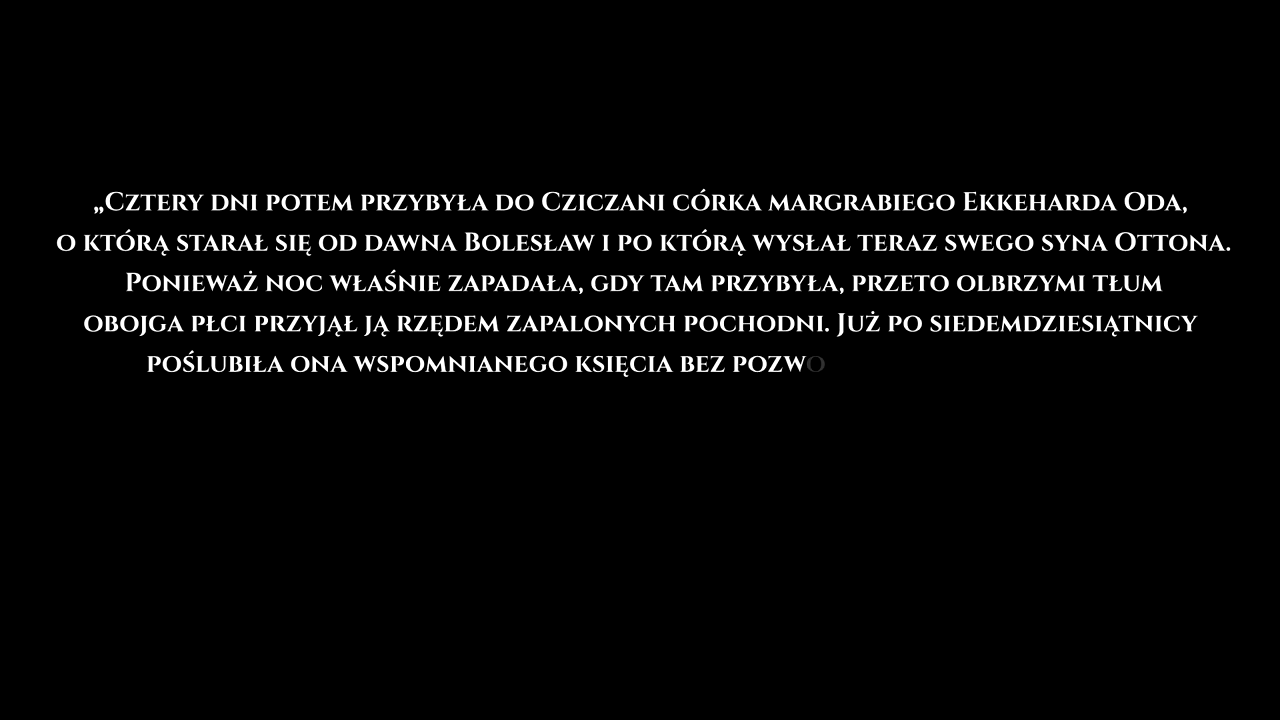 „Cztery dni potem przybyła do Cziczani córka margrabiego Ekkeharda Oda,
o którą starał się od dawna Bolesław i po którą wysłał teraz swego syna Ottona.
Ponieważ noc właśnie zapadała, gdy tam przybyła, przeto olbrzymi tłum
obojga płci przyjął ją rzędem zapalonych pochodni. Już po siedemdziesiątnicy
poślubiła ona wspomnianego księcia bez pozwo